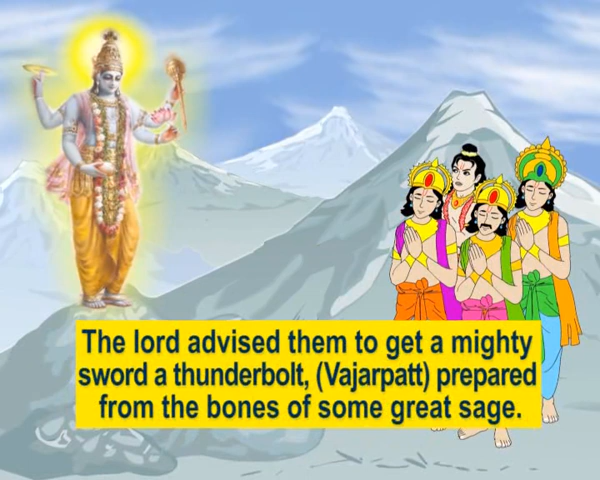 The lord advised them to get a mighty
sword a thunderbolt, (Vajarpatt) prepared
from the bones of some great sage.